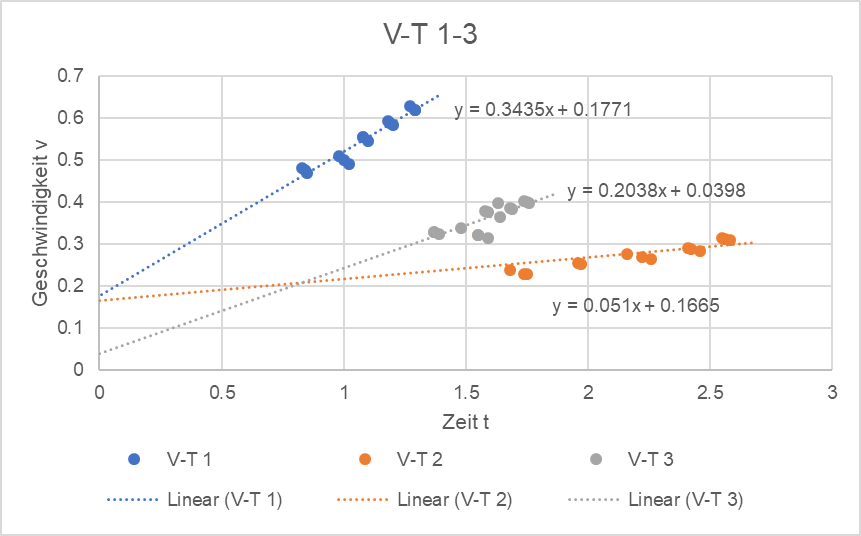 V-T 1-3
Geschwindigkeit v
0.7
0.6
0.5
0.4
0.3
0.2
0.1
0
y = 0.3435x + 0.1771
y = 0.2038x + 0.0398
y = 0.051x + 0.1665
0 0.5 1 1.5 2 2.5 3
Zeit t
V-T 1 V-T 2 V-T 3
Linear (V-T 1) Linear (V-T 2) Linear (V-T 3)